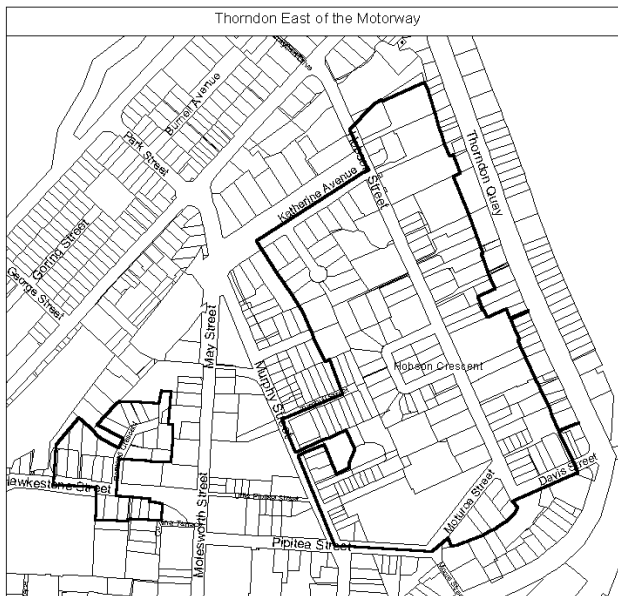 Thorndon East of the Motorway
Burnell Avenue
Park Street
Hobson Street
Thorndon Quay
Katherine Avenue
Goring Street
George Street
May Street
Murphy Street
Hobson Crescent
Hawkestone Street
Molesworth Street
Little Pipitea Street
Davis Street
Moturoa Street
Pipitea Street